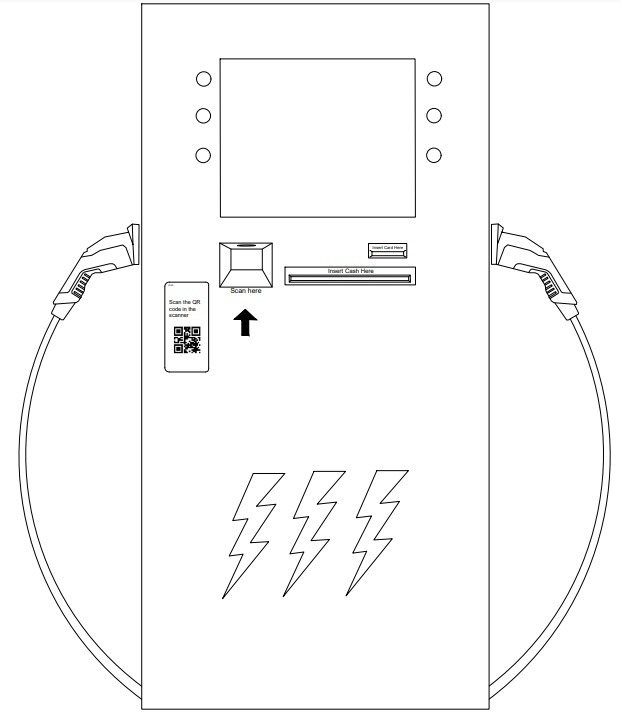 Insert Card Here
Insert Cash Here
Scan here
Scan the QR
code in the
scanner